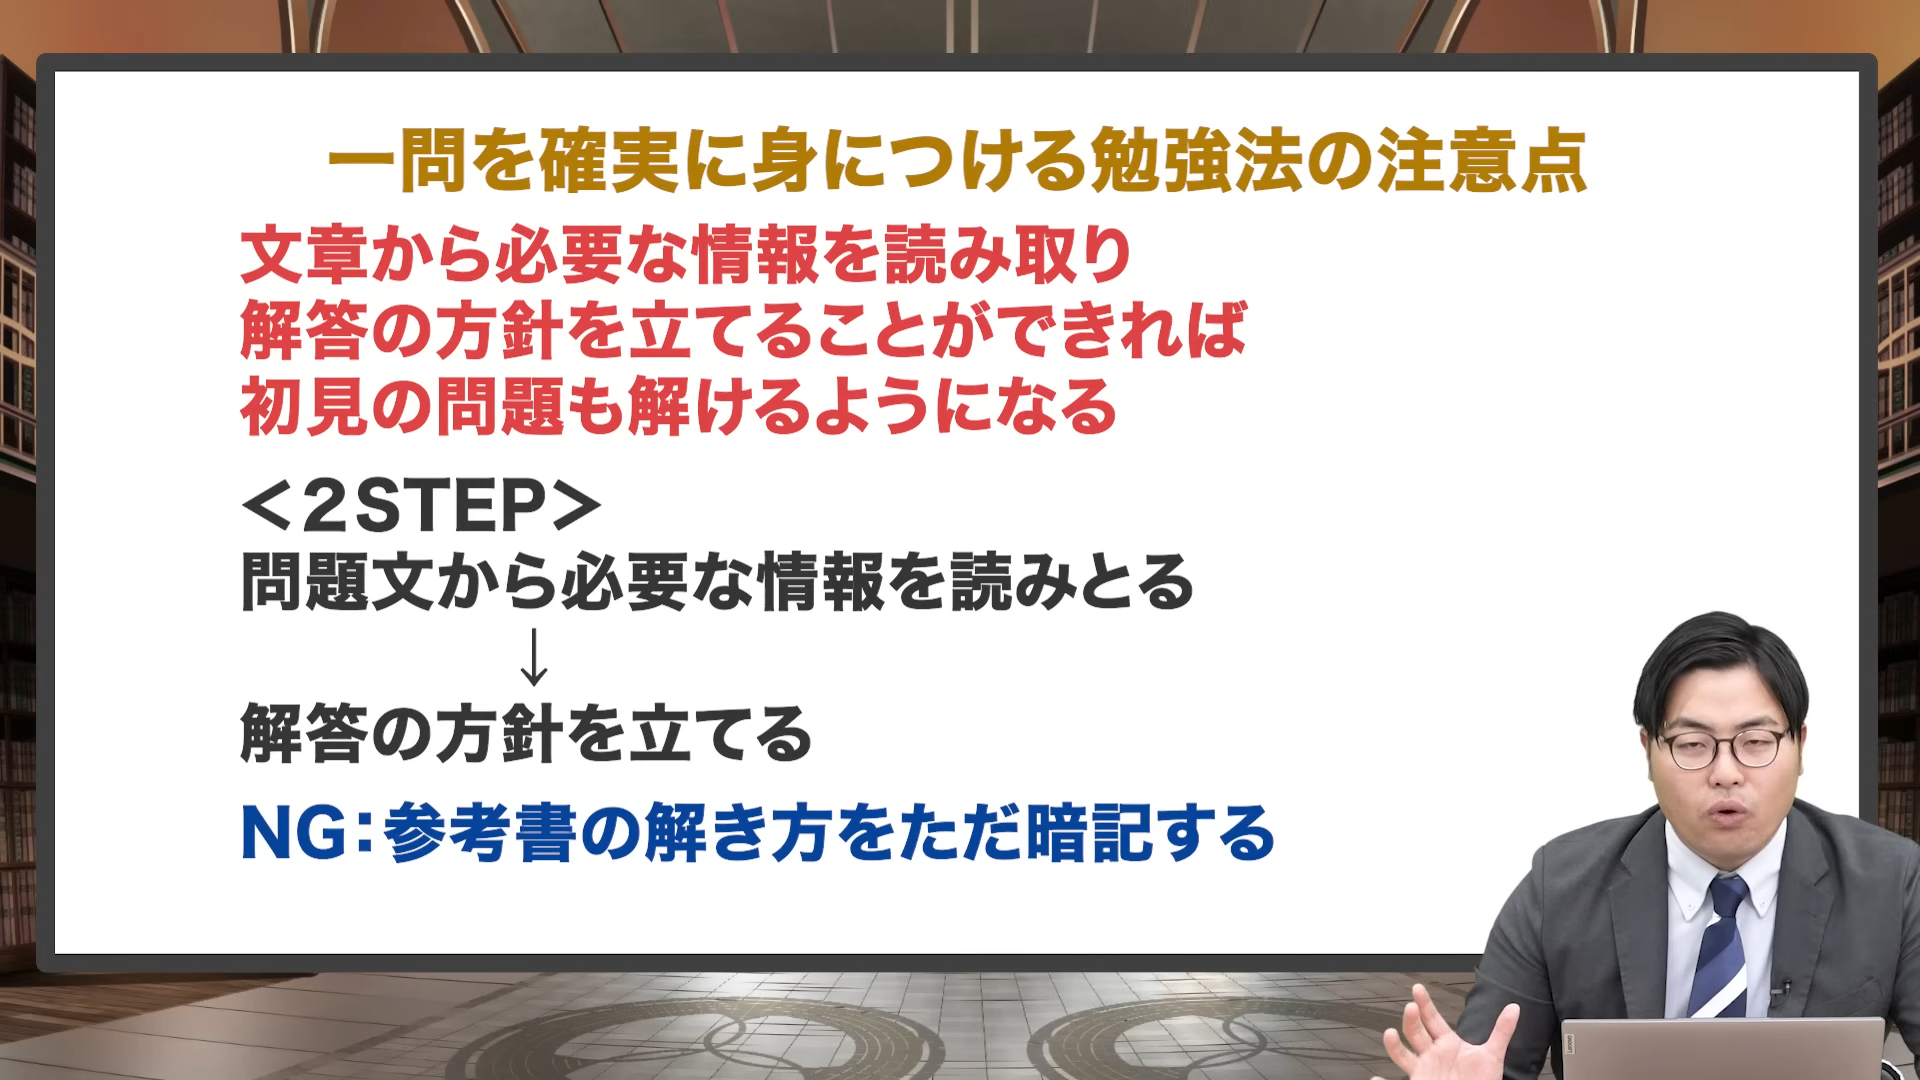 一問を確実に身につける勉強法の注意点
文章から必要な情報を読み取り
解答の方針を立てることができれば
初見の問題も解けるようになる
＜２STEP＞
問題文から必要な情報を読みとる
↓
解答の方針を立てる
NG：参考書の解き方をただ暗記する
Lenovo